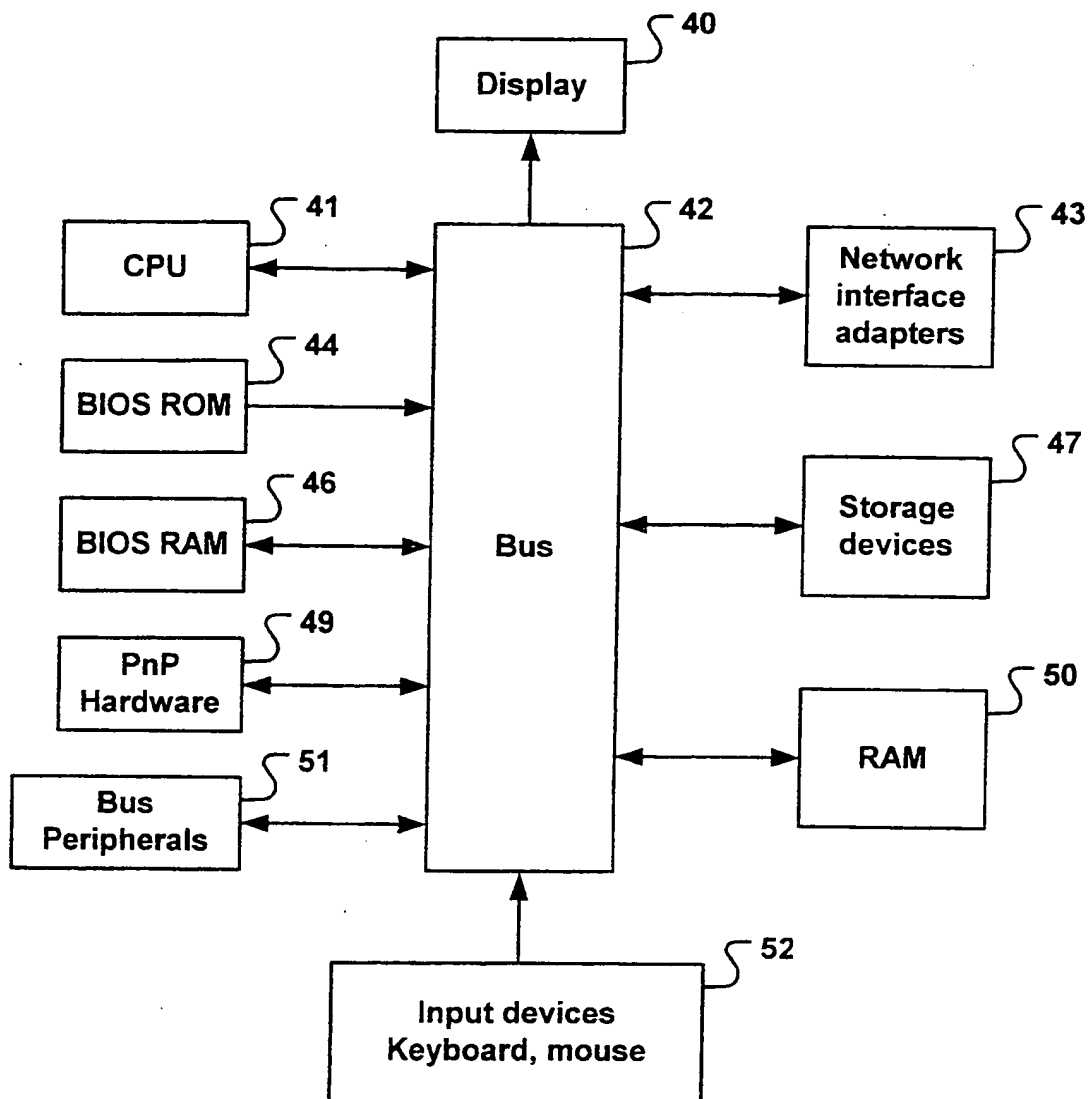 40
Display
41
CPU
42
43
Network
interface
adapters
44
BIOS ROM
46
BIOS RAM
Bus
47
Storage
devices
49
PnP
Hardware
50
RAM
51
Bus
Peripherals
52
Input devices
Keyboard, mouse